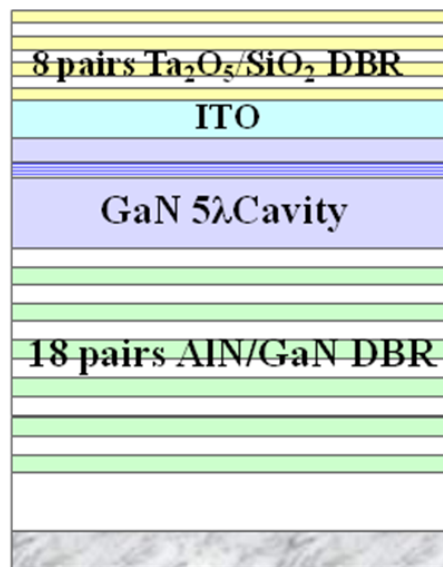 8 pairs Ta₂O₅/SiO₂ DBR
ITO
GaN 5λCavity
18 pairs AlN/GaN DBR